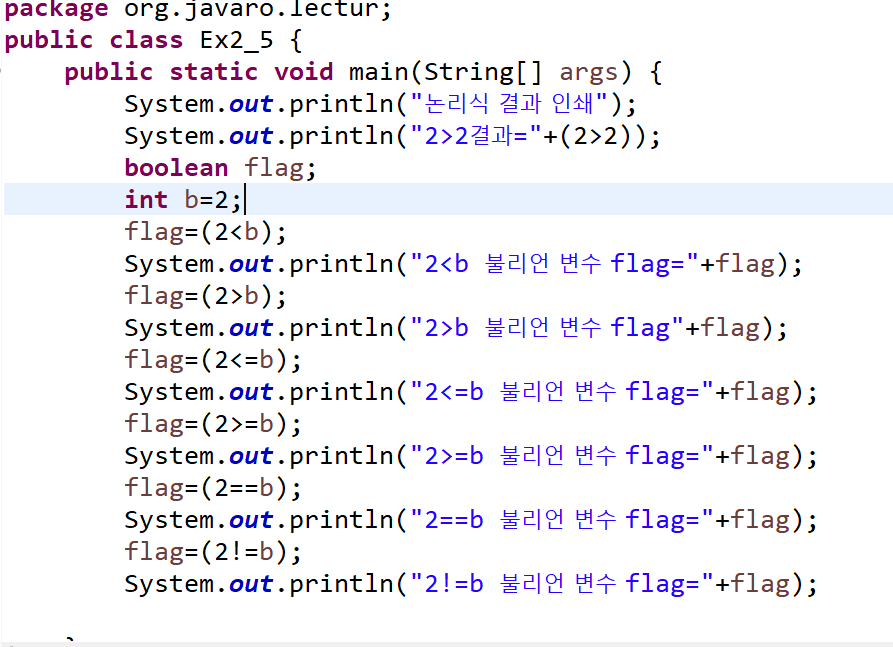 package org.javaro.lectur;
public class Ex2_5 {
public static void main(String[] args) {
System.out.println("논리식 결과 인쇄");
System.out.println("2>2결과="+(2>2));
boolean flag;
int b=2;
flag=(2<b);
System.out.println("2<b 불리언 변수 flag="+flag);
flag=(2>b);
System.out.println("2>b 불리언 변수 flag"+flag);
flag=(2<=b);
System.out.println("2<=b 불리언 변수 flag="+flag);
flag=(2>=b);
System.out.println("2>=b 불리언 변수 flag="+flag);
flag=(2==b);
System.out.println("2==b 불리언 변수 flag="+flag);
flag=(2!=b);
System.out.println("2!=b 불리언 변수 flag="+flag);
}